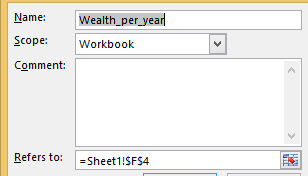 Name: Wealth_per_year
Scope: Workbook
Comment:
Refers to: =Sheet1!$F$4